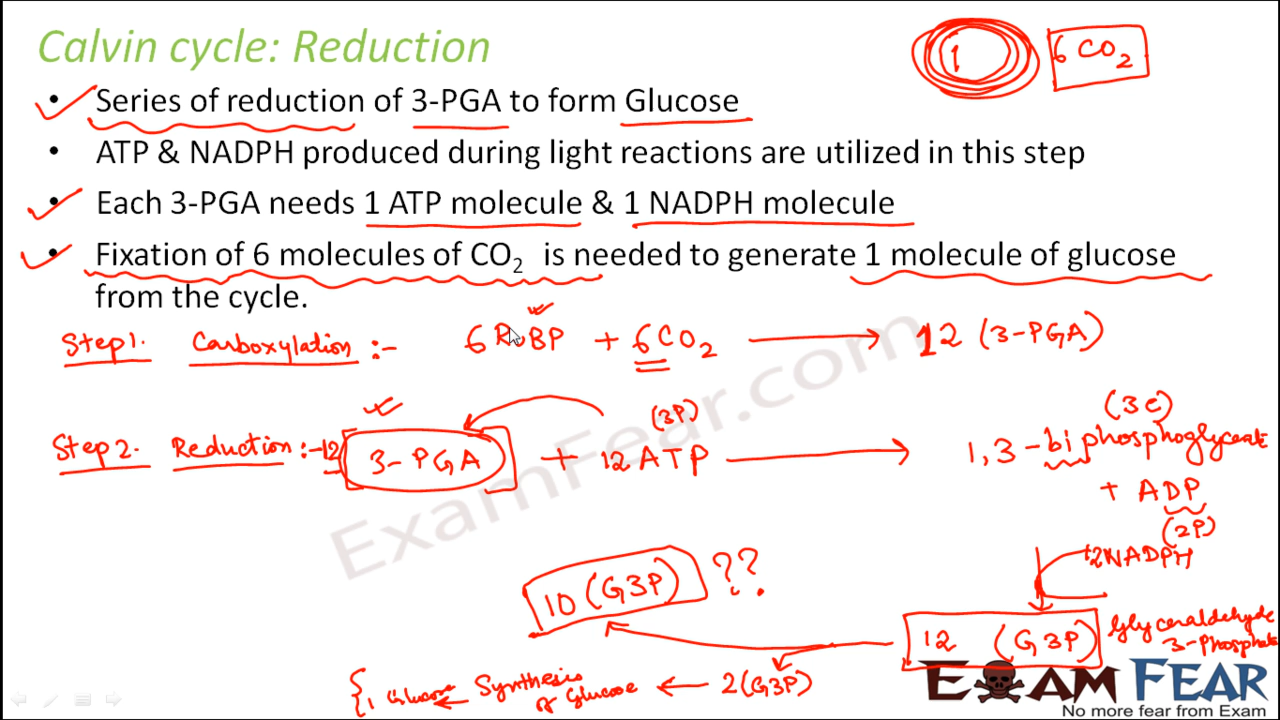 Calvin cycle: Reduction
1 6 CO2
• Series of reduction of 3-PGA to form Glucose
• ATP & NADPH produced during light reactions are utilized in this step
• Each 3-PGA needs 1 ATP molecule & 1 NADPH molecule
• Fixation of 6 molecules of CO2 is needed to generate 1 molecule of glucose
from the cycle.
Step 1. Carboxylation :- 6 RuBP + 6CO2 → 12 (3-PGA)
(3P) (3C)
Step 2. Reduction :- 12 3-PGA + 12 ATP → 1,3-biphosphoglycerate
+ ADP
(2P)
12NADPH
10 (G3P) ??
12 (G3P) Glyceraldehyde
3-Phosphate
{ 1 Glucose ← Synthesis of Glucose ← 2(G3P)
ExamFear.com
EXAM FEAR
No more fear from Exam